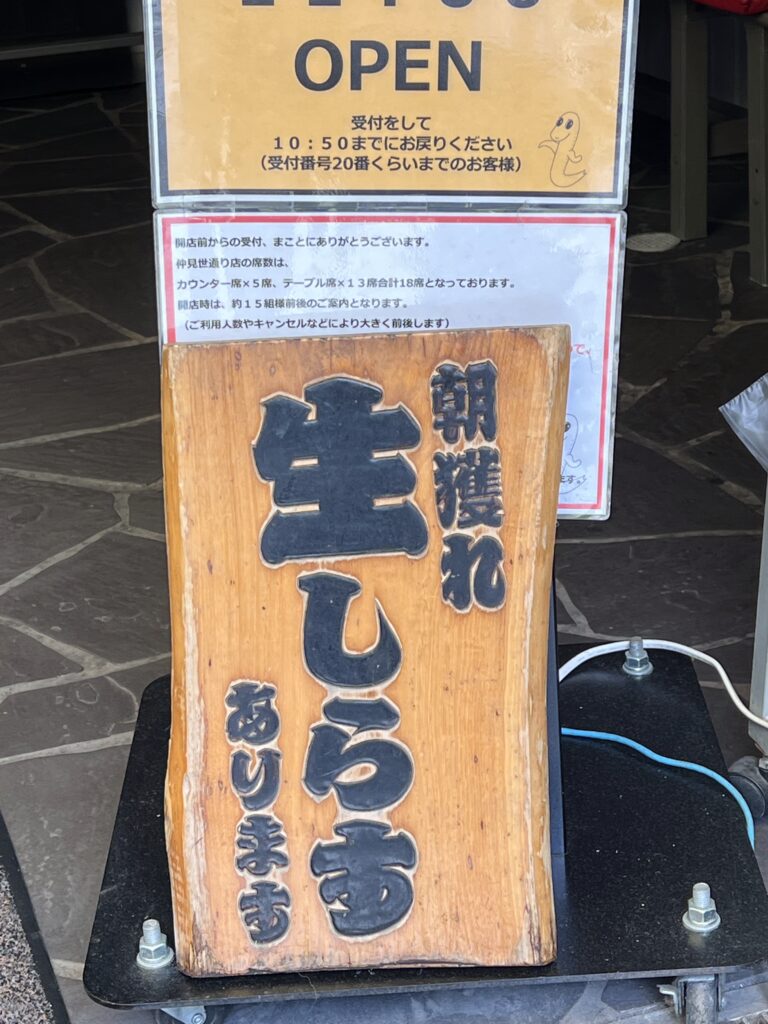 OPEN
受付をして
10:50までにお戻りください
(受付番号20番くらいまでのお客様)
開店前からの受付、まことにありがとうございます。
仲見世通り店の席数は、
カウンター席×5席、テーブル席×13席合計18席となっております。
開店時は、約15組様前後のご案内となります。
(ご利用人数やキャンセルなどにより大きく前後します)
朝獲れ
生しらす
あります